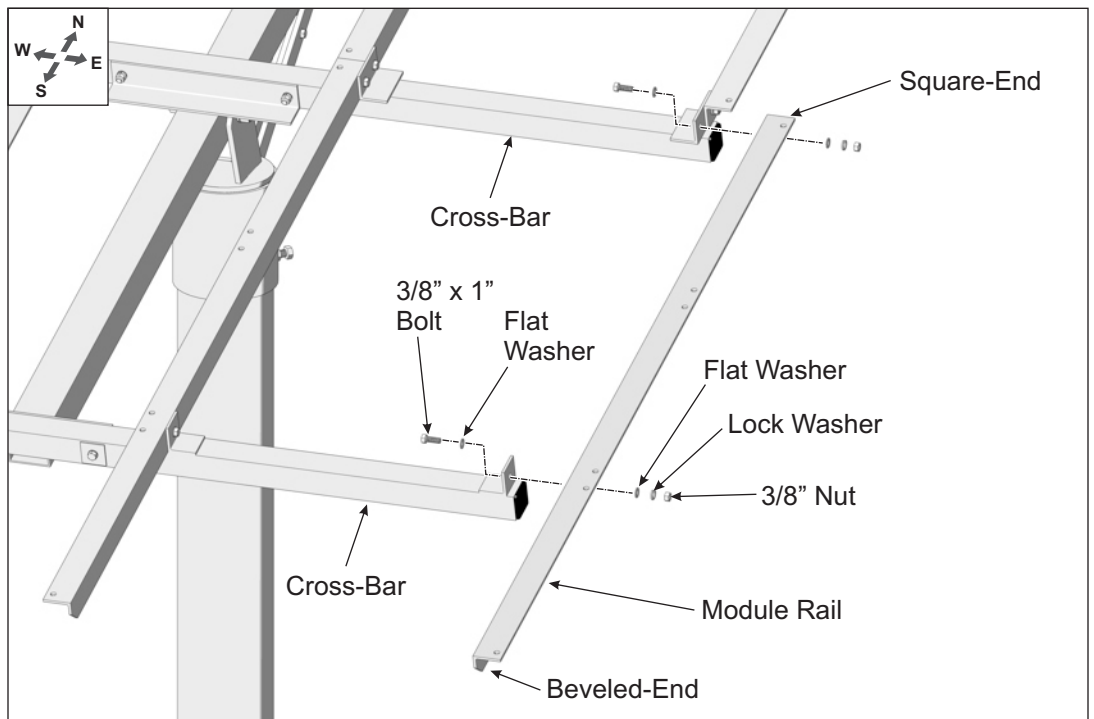 N
W
E
S
Square-End
Cross-Bar
3/8” x 1”
Bolt
Flat
Washer
Flat Washer
Lock Washer
3/8” Nut
Cross-Bar
Module Rail
Beveled-End